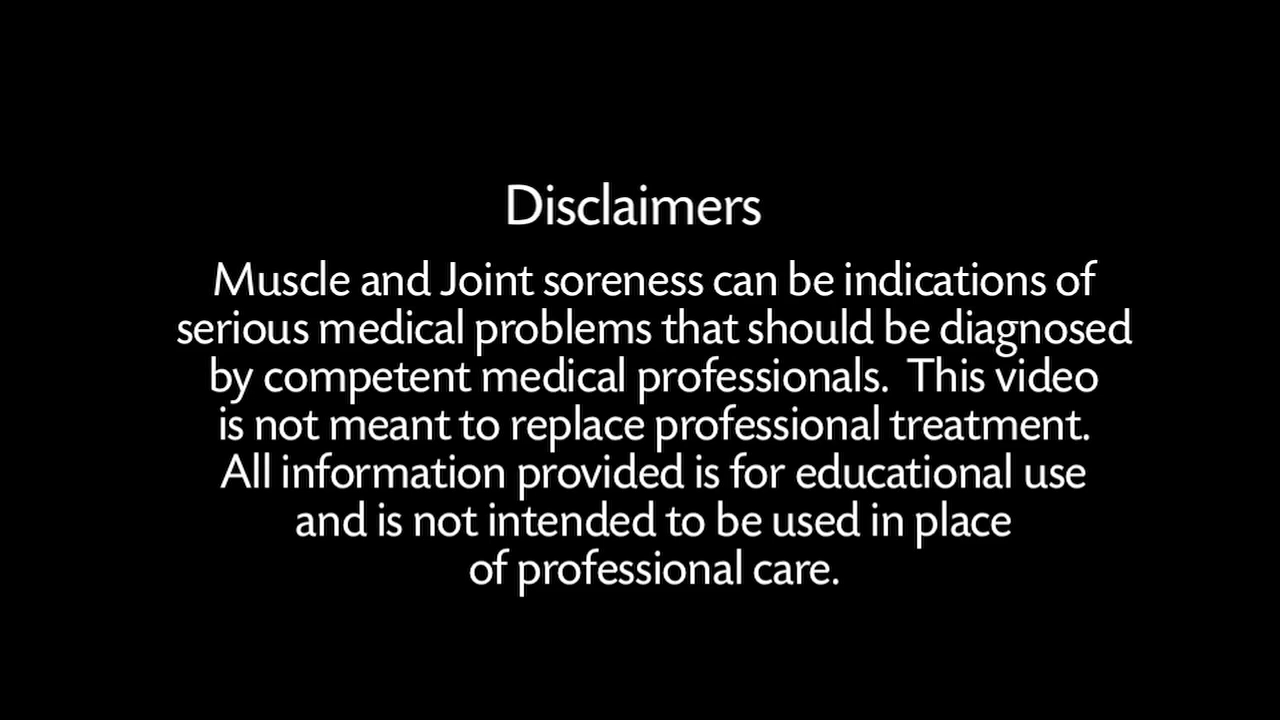 Disclaimers
Muscle and Joint soreness can be indications of
serious medical problems that should be diagnosed
by competent medical professionals.  This video
is not meant to replace professional treatment.
All information provided is for educational use
and is not intended to be used in place
of professional care.